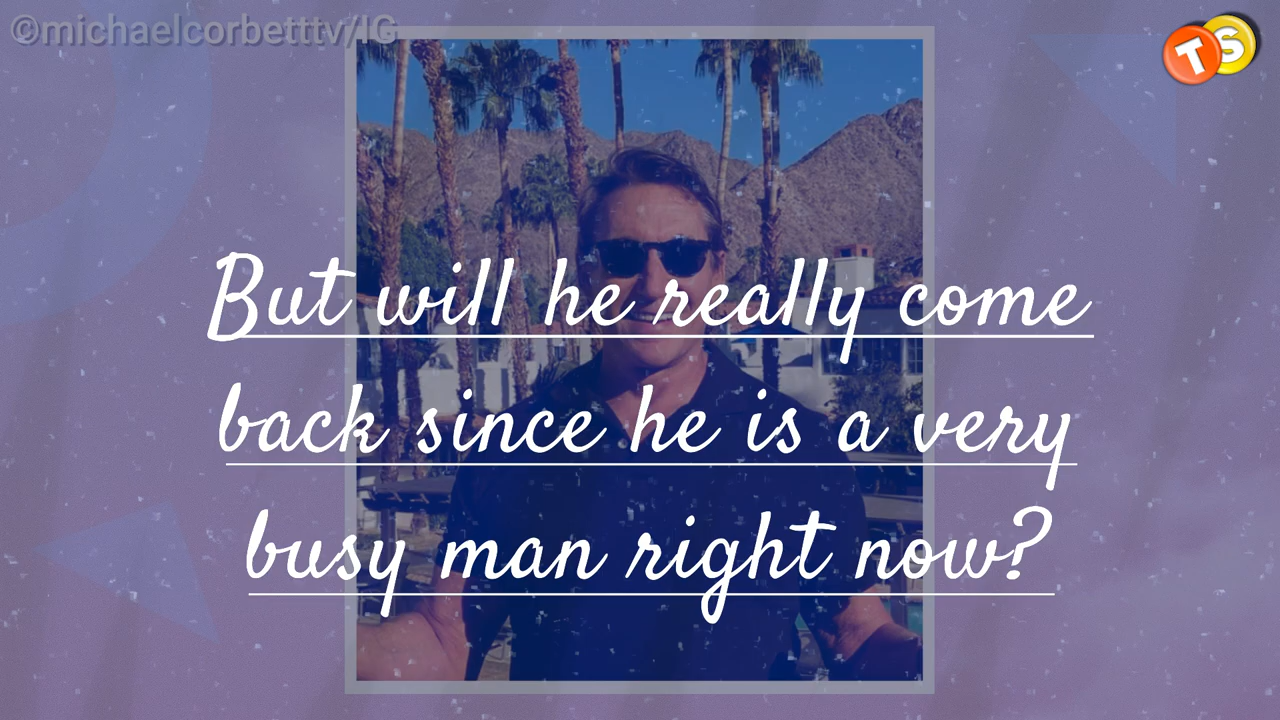 ©michaelcorbetttv/IG
TS
But will he really come
back since he is a very
busy man right now?